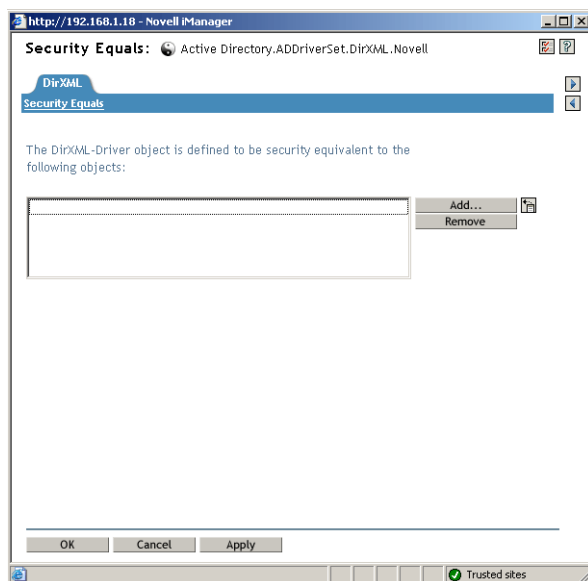 http://192.168.1.18 - Novell iManager
Security Equals: Active Directory.ADDriverSet.DirXML.Novell
DirXML
Security Equals
The DirXML-Driver object is defined to be security equivalent to the
following objects:
Add...
Remove
OK Cancel Apply
Trusted sites